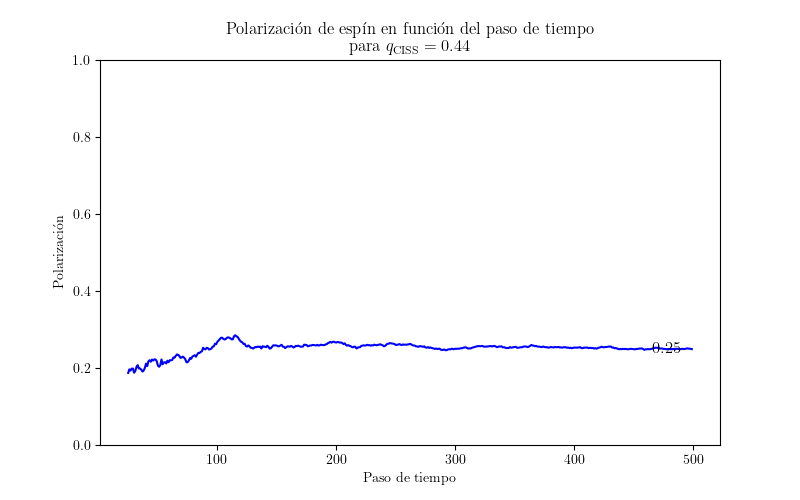 Polarización de espín en función del paso de tiempo
para q_CISS = 0.44
1.0
0.8
0.6
0.4
0.2
0.0
Polarización
0.25
100 200 300 400 500
Paso de tiempo